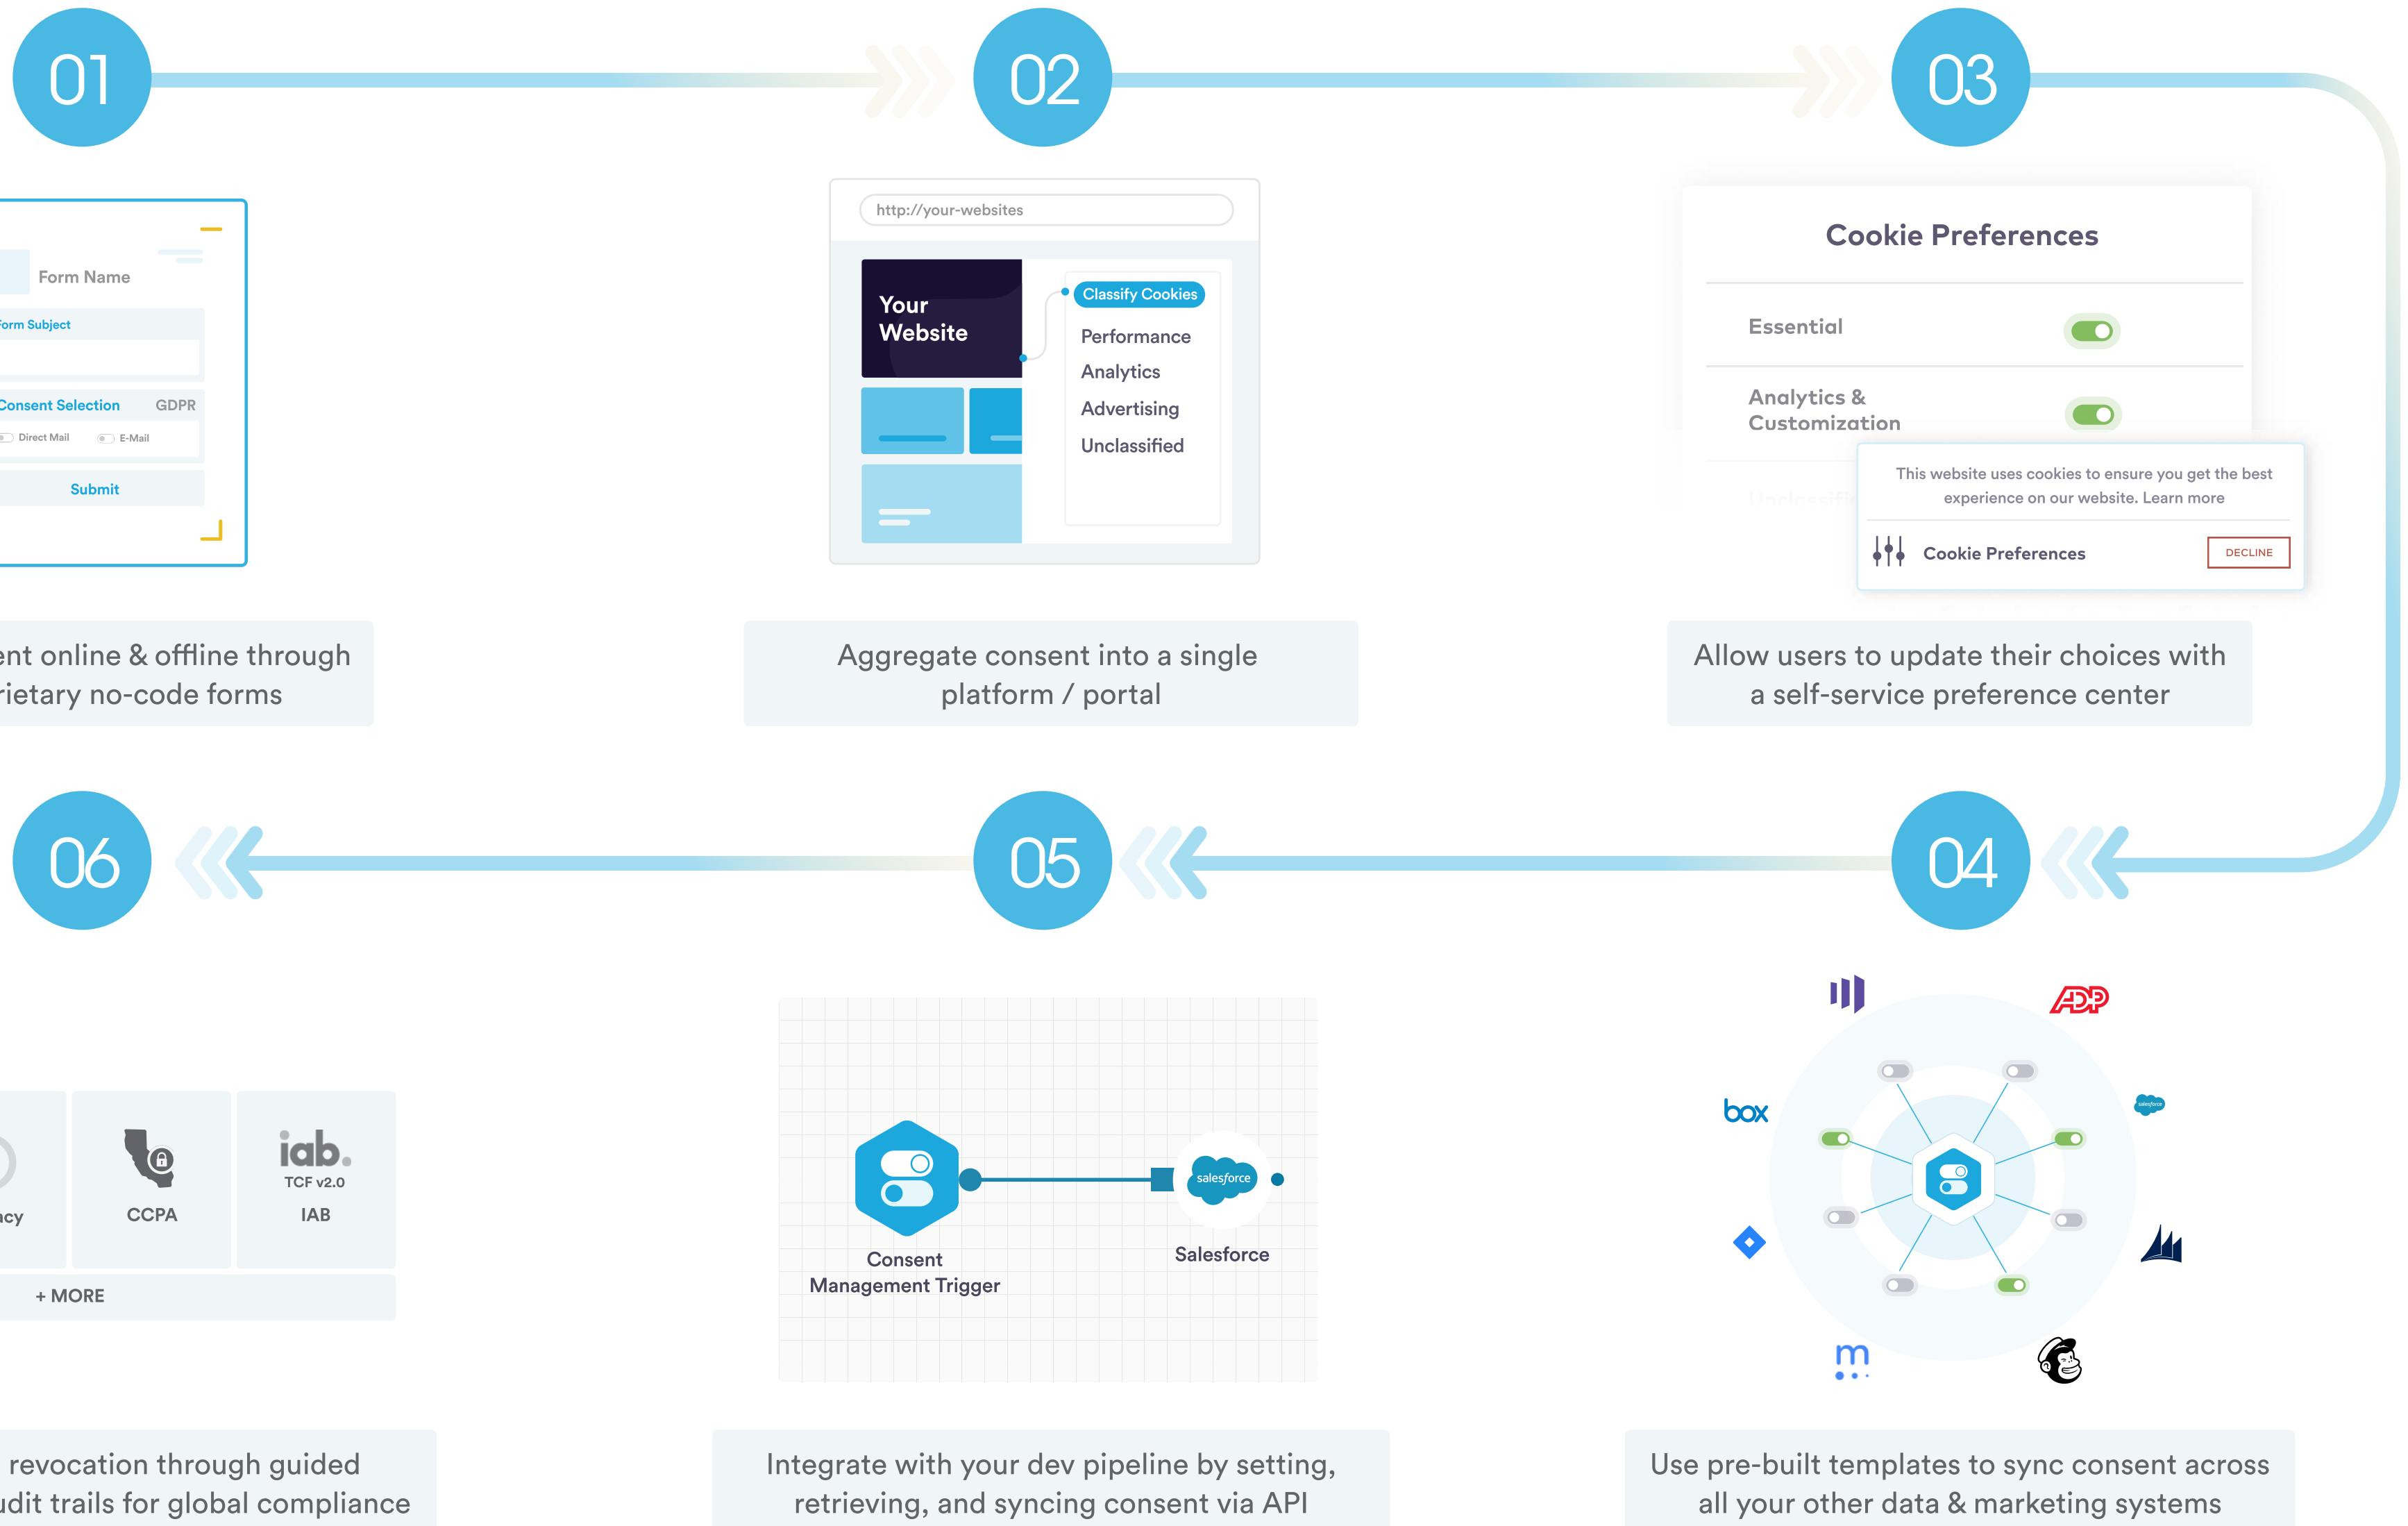 01
02
03
Form Name
Form Subject
Consent Selection GDPR
Direct Mail E-Mail
Submit
http://your-websites
Your
Website
Classify Cookies
Performance
Analytics
Advertising
Unclassified
Cookie Preferences
Essential
Analytics &
Customization
This website uses cookies to ensure you get the best
experience on our website. Learn more
Cookie Preferences DECLINE
online & offline through
no-code forms
Aggregate consent into a single
platform / portal
Allow users to update their choices with
a self-service preference center
06
05
04
CCPA
iab.
TCF v2.0
IAB
+ MORE
salesforce
Consent
Management Trigger
Salesforce
ADP
box
salesforce
m
revocation through guided
trails for global compliance
Integrate with your dev pipeline by setting,
retrieving, and syncing consent via API
Use pre-built templates to sync consent across
all your other data & marketing systems